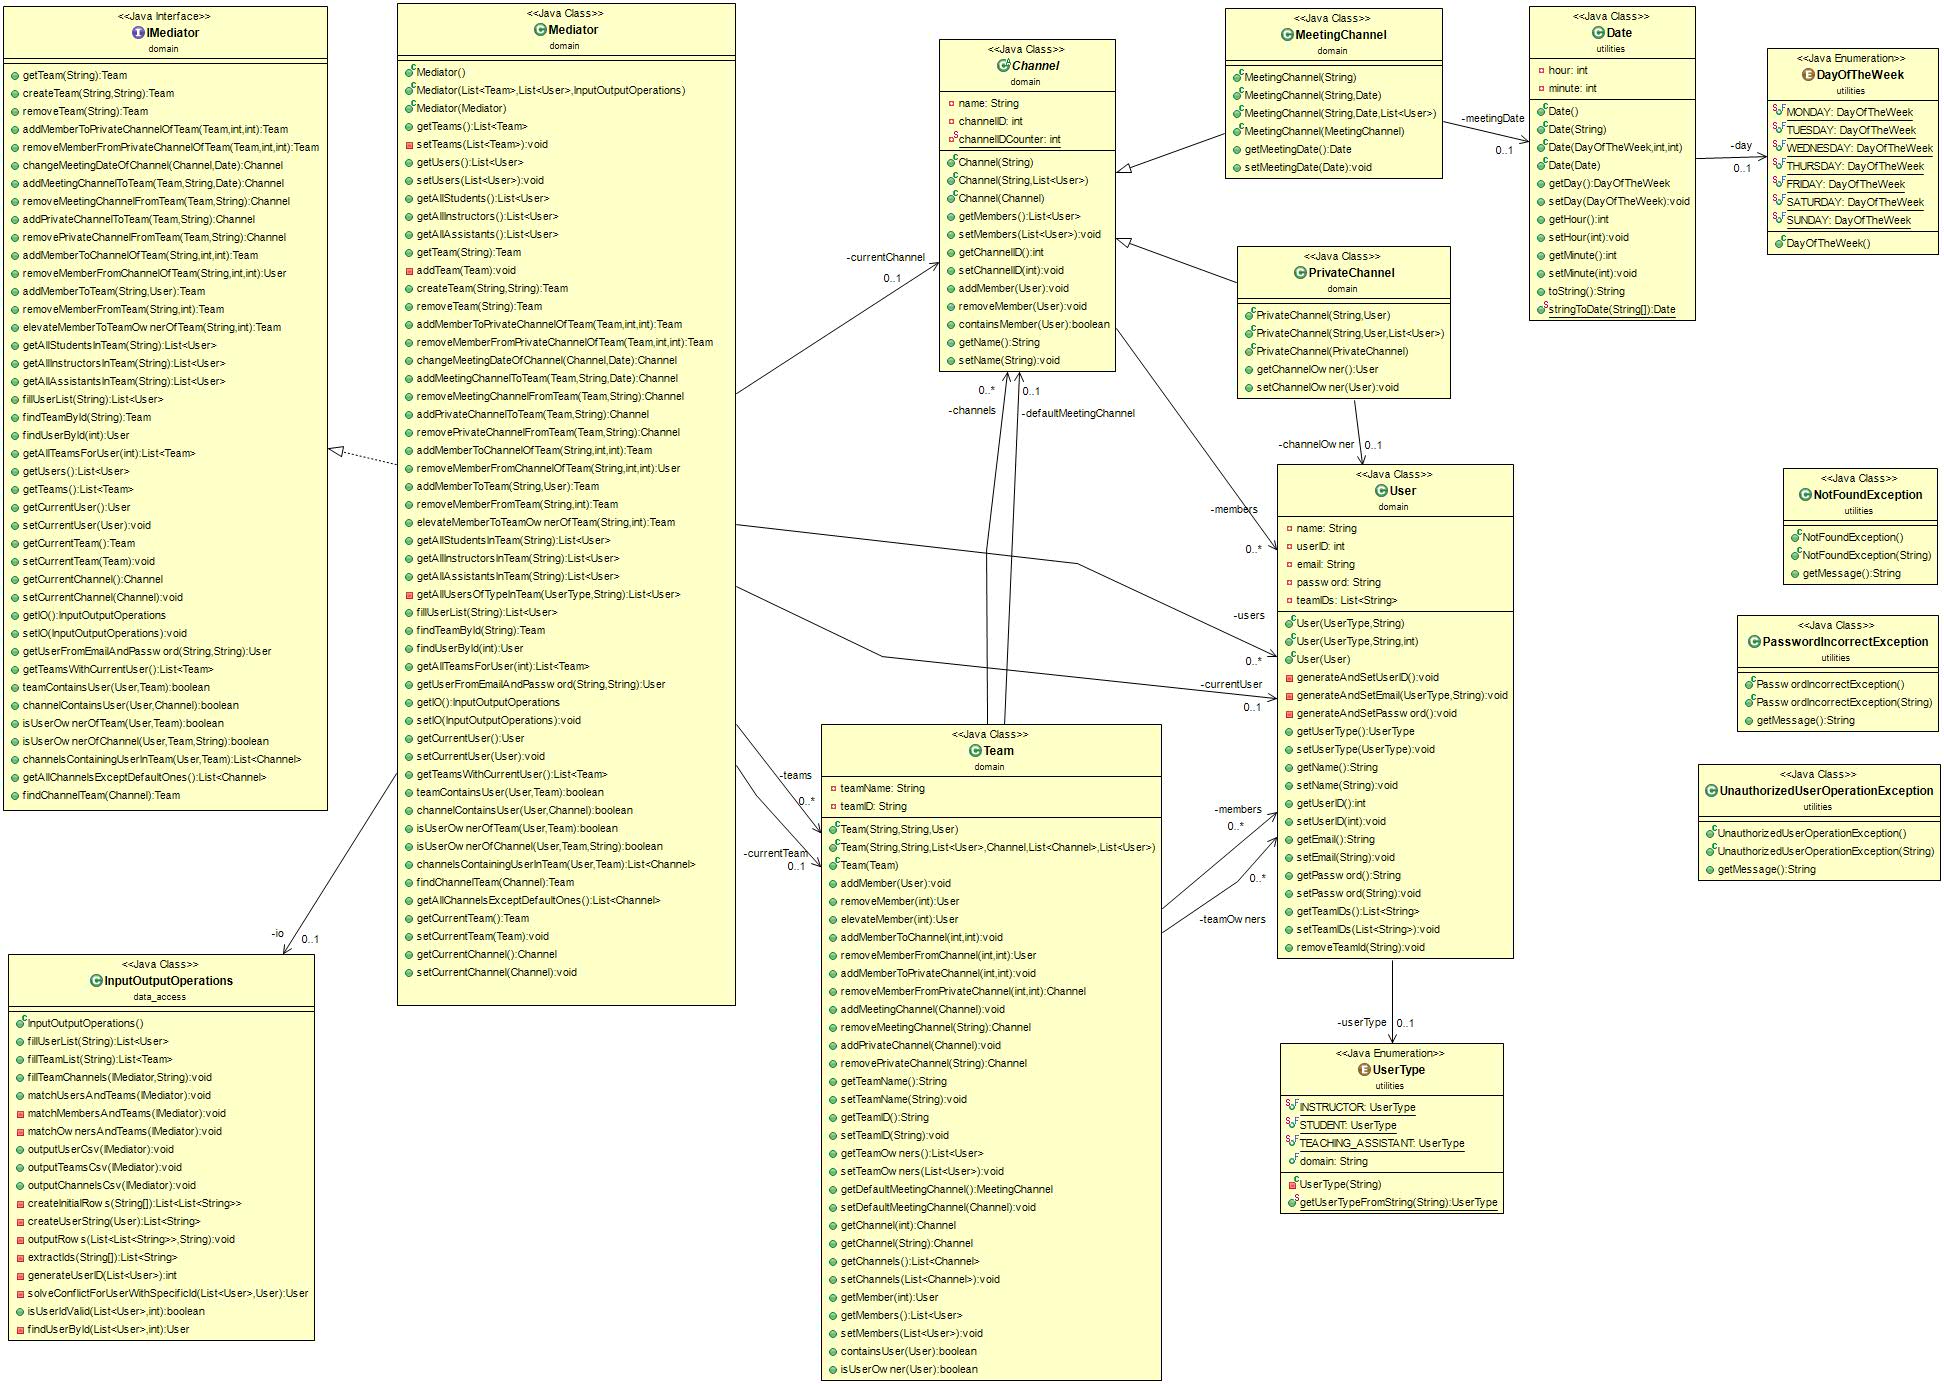 <<Java Interface>>
IMediator
domain
getTeam(String):Team
createTeam(String,String):Team
removeTeam(String):Team
addMemberToPrivateChannelOfTeam(Team,int,int):Team
removeMemberFromPrivateChannelOfTeam(Team,int,int):Team
changeMeetingDateOfChannel(Channel,Date):Channel
addMeetingChannelToTeam(Team,String,Date):Channel
removeMeetingChannelFromTeam(Team,String):Channel
addPrivateChannelToTeam(Team,String):Channel
removePrivateChannelFromTeam(Team,String):Channel
addMemberToChannelOfTeam(String,int,int):Team
removeMemberFromChannelOfTeam(String,int,int):User
addMemberToTeam(String,User):Team
removeMemberFromTeam(String,int):Team
elevateMemberToTeamOwnerOfTeam(String,int):Team
getAllStudentsInTeam(String):List<User>
getAllInstructorsInTeam(String):List<User>
getAllAssistantsInTeam(String):List<User>
fillUserList(String):List<User>
findTeamById(String):Team
findUserById(int):User
getAllTeamsForUser(int):List<Team>
getUsers():List<User>
getTeams():List<Team>
getCurrentUser():User
setCurrentUser(User):void
getCurrentTeam():Team
setCurrentTeam(Team):void
getCurrentChannel():Channel
setCurrentChannel(Channel):void
getIO():InputOutputOperations
setIO(InputOutputOperations):void
getUserFromEmailAndPassword(String,String):User
getTeamsWithCurrentUser():List<Team>
teamContainsUser(User,Team):boolean
channelContainsUser(User,Channel):boolean
isUserOwnerOfTeam(User,Team):boolean
isUserOwnerOfChannel(User,Team,String):boolean
channelsContainingUserInTeam(User,Team):List<Channel>
getAllChannelsExceptDefaultOnes():List<Channel>
findChannelTeam(Channel):Team
<<Java Class>>
Mediator
domain
Mediator()
Mediator(List<Team>,List<User>,InputOutputOperations)
Mediator(Mediator)
getTeams():List<Team>
setTeams(List<Team>):void
getUsers():List<User>
setUsers(List<User>):void
getAllStudents():List<User>
getAllInstructors():List<User>
getAllAssistants():List<User>
getTeam(String):Team
addTeam(Team):void
createTeam(String,String):Team
removeTeam(String):Team
addMemberToPrivateChannelOfTeam(Team,int,int):Team
removeMemberFromPrivateChannelOfTeam(Team,int,int):Team
changeMeetingDateOfChannel(Channel,Date):Channel
addMeetingChannelToTeam(Team,String,Date):Channel
removeMeetingChannelFromTeam(Team,String):Channel
addPrivateChannelToTeam(Team,String):Channel
removePrivateChannelFromTeam(Team,String):Channel
addMemberToChannelOfTeam(String,int,int):Team
removeMemberFromChannelOfTeam(String,int,int):User
addMemberToTeam(String,User):Team
removeMemberFromTeam(String,int):Team
elevateMemberToTeamOwnerOfTeam(String,int):Team
getAllStudentsInTeam(String):List<User>
getAllInstructorsInTeam(String):List<User>
getAllAssistantsInTeam(String):List<User>
getAllUsersOfTypeInTeam(UserType,String):List<User>
fillUserList(String):List<User>
findTeamById(String):Team
findUserById(int):User
getAllTeamsForUser(int):List<Team>
getUserFromEmailAndPassword(String,String):User
getIO():InputOutputOperations
setIO(InputOutputOperations):void
getCurrentUser():User
setCurrentUser(User):void
getTeamsWithCurrentUser():List<Team>
teamContainsUser(User,Team):boolean
channelContainsUser(User,Channel):boolean
isUserOwnerOfTeam(User,Team):boolean
isUserOwnerOfChannel(User,Team,String):boolean
channelsContainingUserInTeam(User,Team):List<Channel>
findChannelTeam(Channel):Team
getAllChannelsExceptDefaultOnes():List<Channel>
getCurrentTeam():Team
setCurrentTeam(Team):void
getCurrentChannel():Channel
setCurrentChannel(Channel):void
-io
0..1
<<Java Class>>
InputOutputOperations
data_access
InputOutputOperations()
fillUserList(String):List<User>
fillTeamList(String):List<Team>
fillTeamChannels(IMediator,String):void
matchUsersAndTeams(IMediator):void
matchMembersAndTeams(IMediator):void
matchOwnersAndTeams(IMediator):void
outputUserCsv(IMediator):void
outputTeamsCsv(IMediator):void
outputChannelsCsv(IMediator):void
createInitialRows(String[]):List<List<String>>
createUserString(User):List<String>
outputRows(List<List<String>>,String):void
extractIds(String[]):List<String>
generateUserID(List<User>):int
solveConflictForUserWithSpecificId(List<User>,User):User
isUserIdValid(List<User>,int):boolean
findUserById(List<User>,int):User
<<Java Class>>
Channel
domain
name: String
channelID: int
channelIDCounter: int
Channel(String)
Channel(String,List<User>)
Channel(Channel)
getMembers():List<User>
setMembers(List<User>):void
getChannelID():int
setChannelID(int):void
addMember(User):void
removeMember(User):void
containsMember(User):boolean
getName():String
setName(String):void
-currentChannel
0..1
0..*
-channels
0..1
-defaultMeetingChannel
<<Java Class>>
MeetingChannel
domain
MeetingChannel(String)
MeetingChannel(String,Date)
MeetingChannel(String,Date,List<User>)
MeetingChannel(MeetingChannel)
getMeetingDate():Date
setMeetingDate(Date):void
-meetingDate
0..1
<<Java Class>>
Date
utilities
hour: int
minute: int
Date()
Date(String)
Date(DayOfTheWeek,int,int)
Date(Date)
getDay():DayOfTheWeek
setDay(DayOfTheWeek):void
getHour():int
setHour(int):void
getMinute():int
setMinute(int):void
toString():String
stringToDate(String[]):Date
-day
0..1
<<Java Enumeration>>
DayOfTheWeek
utilities
MONDAY: DayOfTheWeek
TUESDAY: DayOfTheWeek
WEDNESDAY: DayOfTheWeek
THURSDAY: DayOfTheWeek
FRIDAY: DayOfTheWeek
SATURDAY: DayOfTheWeek
SUNDAY: DayOfTheWeek
DayOfTheWeek()
<<Java Class>>
PrivateChannel
domain
PrivateChannel(String,User)
PrivateChannel(String,User,List<User>)
PrivateChannel(PrivateChannel)
getChannelOwner():User
setChannelOwner(User):void
-channelOwner
0..1
-members
0..*
-users
0..*
-currentUser
0..1
<<Java Class>>
User
domain
name: String
userID: int
email: String
password: String
teamIDs: List<String>
User(UserType,String)
User(UserType,String,int)
User(User)
generateAndSetUserID():void
generateAndSetEmail(UserType,String):void
generateAndSetPassword():void
getUserType():UserType
setUserType(UserType):void
getName():String
setName(String):void
getUserID():int
setUserID(int):void
getEmail():String
setEmail(String):void
getPassword():String
setPassword(String):void
getTeamIDs():List<String>
setTeamIDs(List<String>):void
removeTeamId(String):void
-teams
0..*
-currentTeam
0..1
<<Java Class>>
Team
domain
teamName: String
teamID: String
Team(String,String,User)
Team(String,String,List<User>,Channel,List<Channel>,List<User>)
Team(Team)
addMember(User):void
removeMember(int):User
elevateMember(int):User
addMemberToChannel(int,int):void
removeMemberFromChannel(int,int):User
addMemberToPrivateChannel(int,int):void
removeMemberFromPrivateChannel(int,int):Channel
addMeetingChannel(Channel):void
removeMeetingChannel(String):Channel
addPrivateChannel(Channel):void
removePrivateChannel(String):Channel
getTeamName():String
setTeamName(String):void
getTeamID():String
setTeamID(String):void
getTeamOwners():List<User>
setTeamOwners(List<User>):void
getDefaultMeetingChannel():MeetingChannel
setDefaultMeetingChannel(Channel):void
getChannel(int):Channel
getChannel(String):Channel
getChannels():List<Channel>
setChannels(List<Channel>):void
getMember(int):User
getMembers():List<User>
setMembers(List<User>):void
containsUser(User):boolean
isUserOwner(User):boolean
-members
0..*
0..*
-teamOwners
-userType
0..1
<<Java Enumeration>>
UserType
utilities
INSTRUCTOR: UserType
STUDENT: UserType
TEACHING_ASSISTANT: UserType
domain: String
UserType(String)
getUserTypeFromString(String):UserType
<<Java Class>>
NotFoundException
utilities
NotFoundException()
NotFoundException(String)
getMessage():String
<<Java Class>>
PasswordIncorrectException
utilities
PasswordIncorrectException()
PasswordIncorrectException(String)
getMessage():String
<<Java Class>>
UnauthorizedUserOperationException
utilities
UnauthorizedUserOperationException()
UnauthorizedUserOperationException(String)
getMessage():String